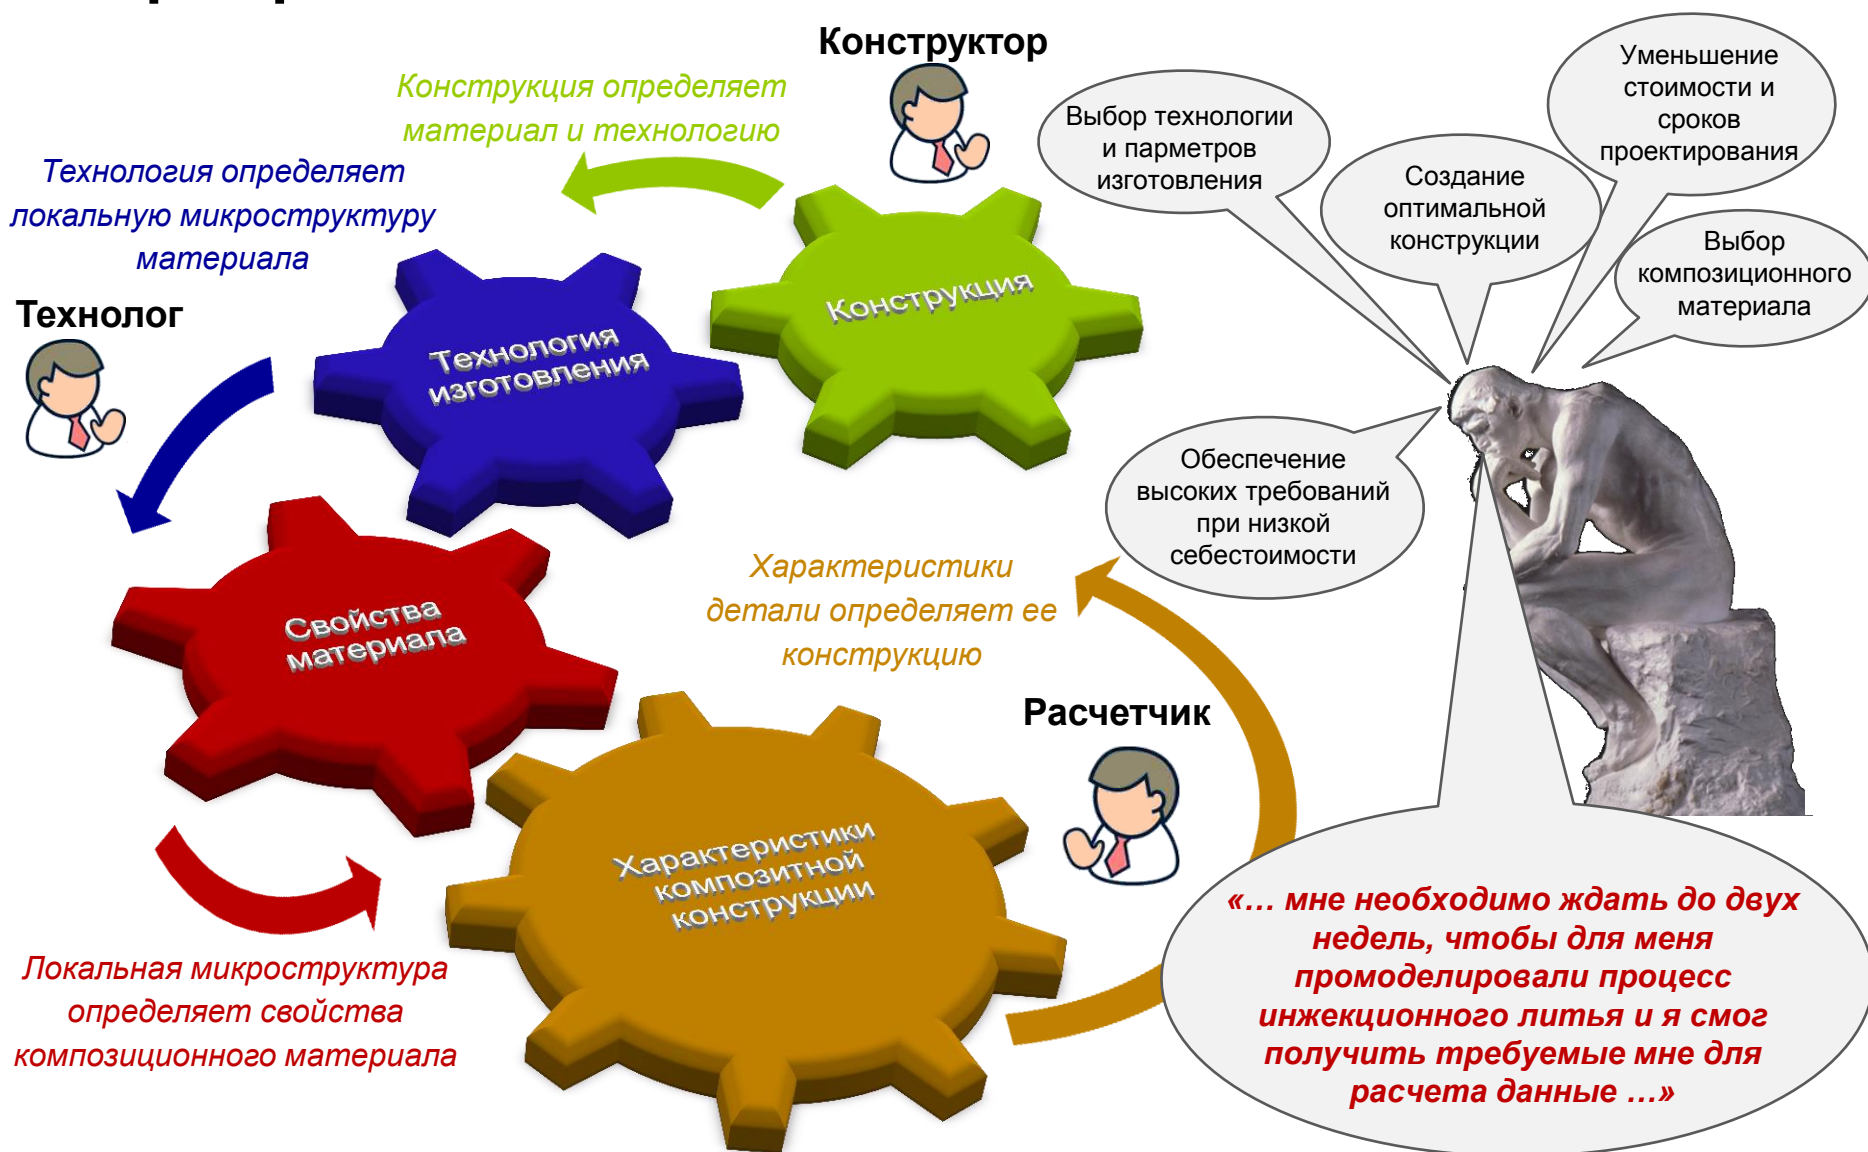 Конструктор
Конструкция определяет
материал и технологию
Технология определяет
локальную микроструктуру
материала
Технолог
Конструкция
Технология
изготовления
Свойства
материала
Характеристики
детали определяет ее
конструкцию
Расчетчик
Характеристики
композитной
конструкции
Локальная микроструктура
определяет свойства
композиционного материала
Выбор технологии
и парметров
изготовления
Создание
оптимальной
конструкции
Уменьшение
стоимости и
сроков
проектирования
Выбор
композиционного
материала
Обеспечение
высоких требований
при низкой
себестоимости
«… мне необходимо ждать до двух
недель, чтобы для меня
промоделировали процесс
инжекционного литья и я смог
получить требуемые мне для
расчета данные …»